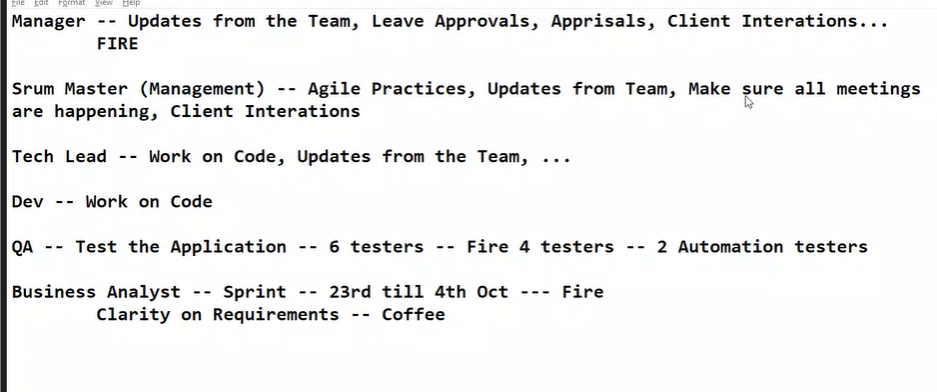 File Edit Format View Help
Manager -- Updates from the Team, Leave Approvals, Apprisals, Client Interations...
FIRE
Srum Master (Management) -- Agile Practices, Updates from Team, Make sure all meetings
are happening, Client Interations
Tech Lead -- Work on Code, Updates from the Team, ...
Dev -- Work on Code
QA -- Test the Application -- 6 testers -- Fire 4 testers -- 2 Automation testers
Business Analyst -- Sprint -- 23rd till 4th Oct --- Fire
Clarity on Requirements -- Coffee